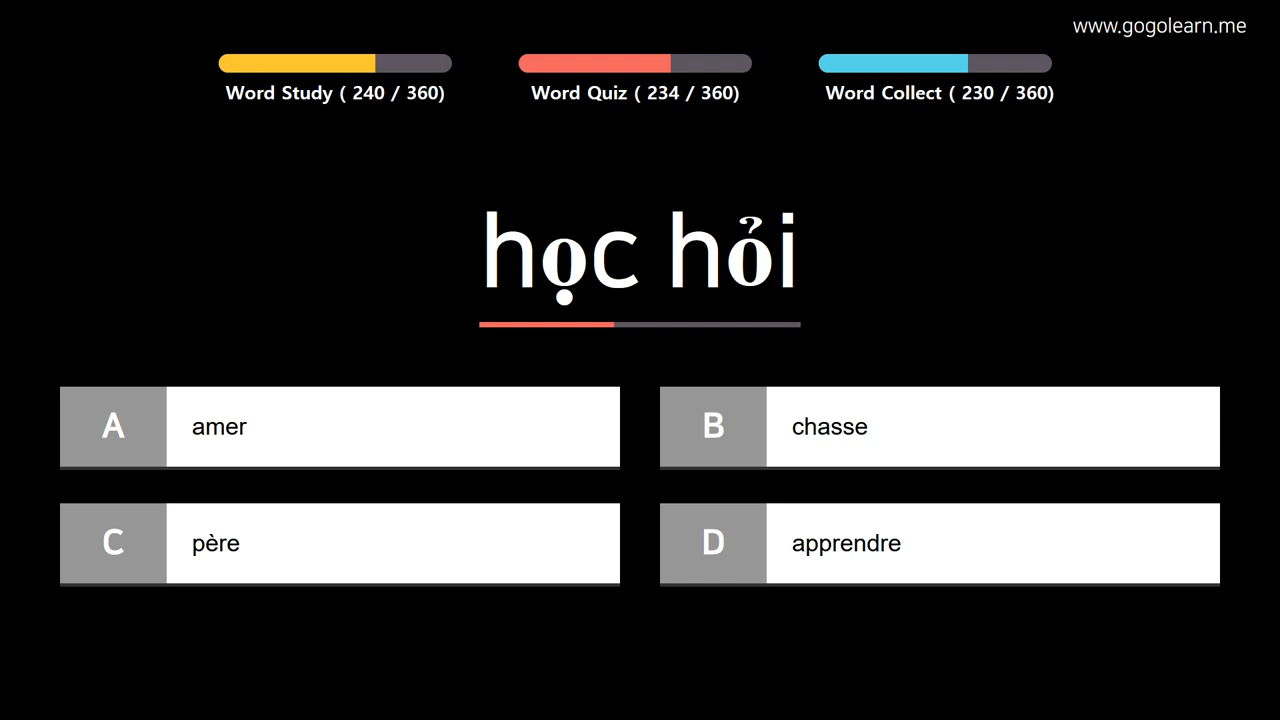 www.gogolearn.me
Word Study ( 240 / 360)
Word Quiz ( 234 / 360)
Word Collect ( 230 / 360)
học hỏi
A amer
B chasse
C père
D apprendre